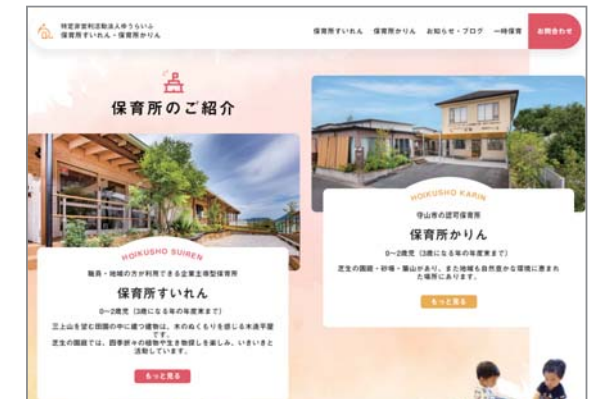 特定非営利活動法人ゆうらいふ
保育所すいれん・保育所かりん
保育所すいれん 保育所かりん お知らせ・ブログ 一時保育 お問合わせ
保育所のご紹介
HOIKUSHO SUIREN
職員・地域の方が利用できる企業主導型保育所
保育所すいれん
0〜2歳児（3歳になる年の年度末まで）
三上山を望む田園の中に建つ建物は、木のぬくもりを感じる木造平屋
です。
芝生の園庭では、四季折々の植物や生き物探しを楽しみ、いきいきと
活動しています。
もっと見る
HOIKUSHO KARIN
守山市の認可保育所
保育所かりん
0〜2歳児（3歳になる年の年度末まで）
芝生の園庭・砂場・築山があり、また地域も自然豊かな環境に恵まれ
た場所にあります。
もっと見る